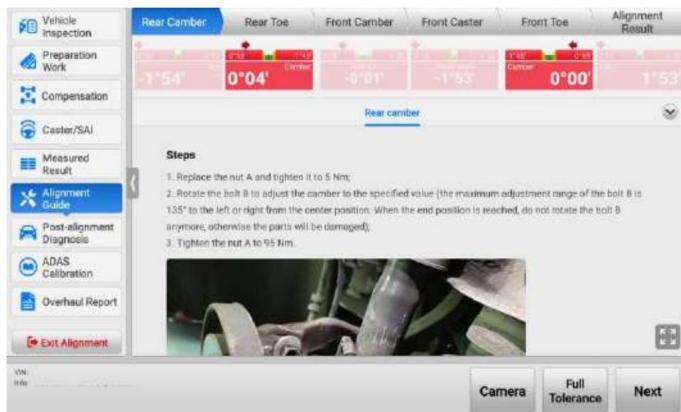 Vehicle
Inspection
Preparation
Work
Compensation
Caster/SAI
Measured
Result
Alignment
Guide
Post-alignment
Diagnosis
ADAS
Calibration
Overhaul Report
Exit Alignment
Rear Camber
Rear Toe
Front Camber
Front Caster
Front Toe
Alignment
Result
-1°54'
Camber
0°04'
-0°01'
-1°53'
Camber
0°00'
1°53
Rear camber
Steps
1. Replace the nut A and tighten it to 5 Nm;
2. Rotate the bolt B to adjust the camber to the specified value (the maximum adjustment range of the bolt B is
135° to the left or right from the center position. When the end position is reached, do not rotate the bolt B
anymore, otherwise the parts will be damaged);
3. Tighten the nut A to 95 Nm.
VIN:
Info:
Camera
Full
Tolerance
Next